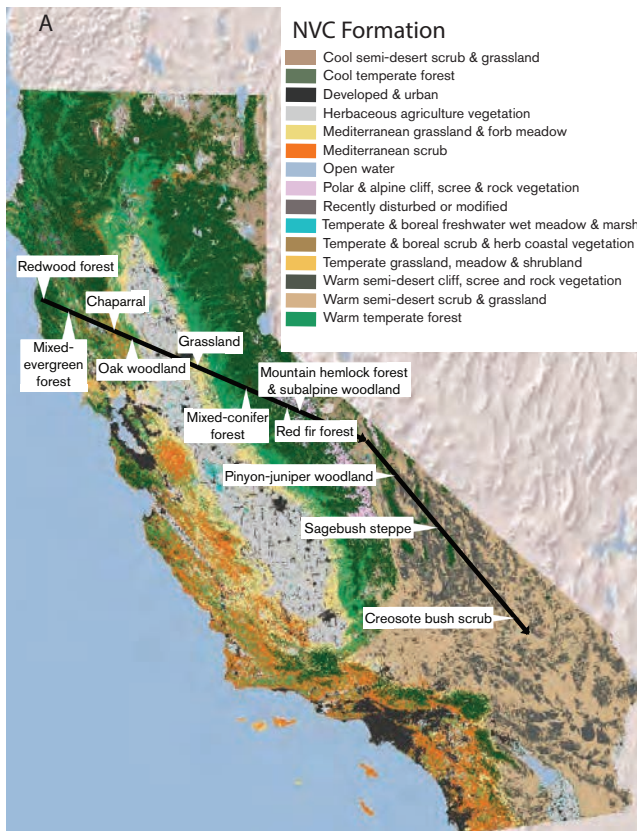 A
NVC Formation
Cool semi-desert scrub & grassland
Cool temperate forest
Developed & urban
Herbaceous agriculture vegetation
Mediterranean grassland & forb meadow
Mediterranean scrub
Open water
Polar & alpine cliff, scree & rock vegetation
Recently disturbed or modified
Temperate & boreal freshwater wet meadow & marsh
Temperate & boreal scrub & herb coastal vegetation
Temperate grassland, meadow & shrubland
Warm semi-desert cliff, scree and rock vegetation
Warm semi-desert scrub & grassland
Warm temperate forest
Redwood forest
Chaparral
Mixed-
evergreen
forest
Oak woodland
Grassland
Mountain hemlock forest
& subalpine woodland
Mixed-conifer
forest
Red fir forest
Pinyon-juniper woodland
Sagebush steppe
Creosote bush scrub